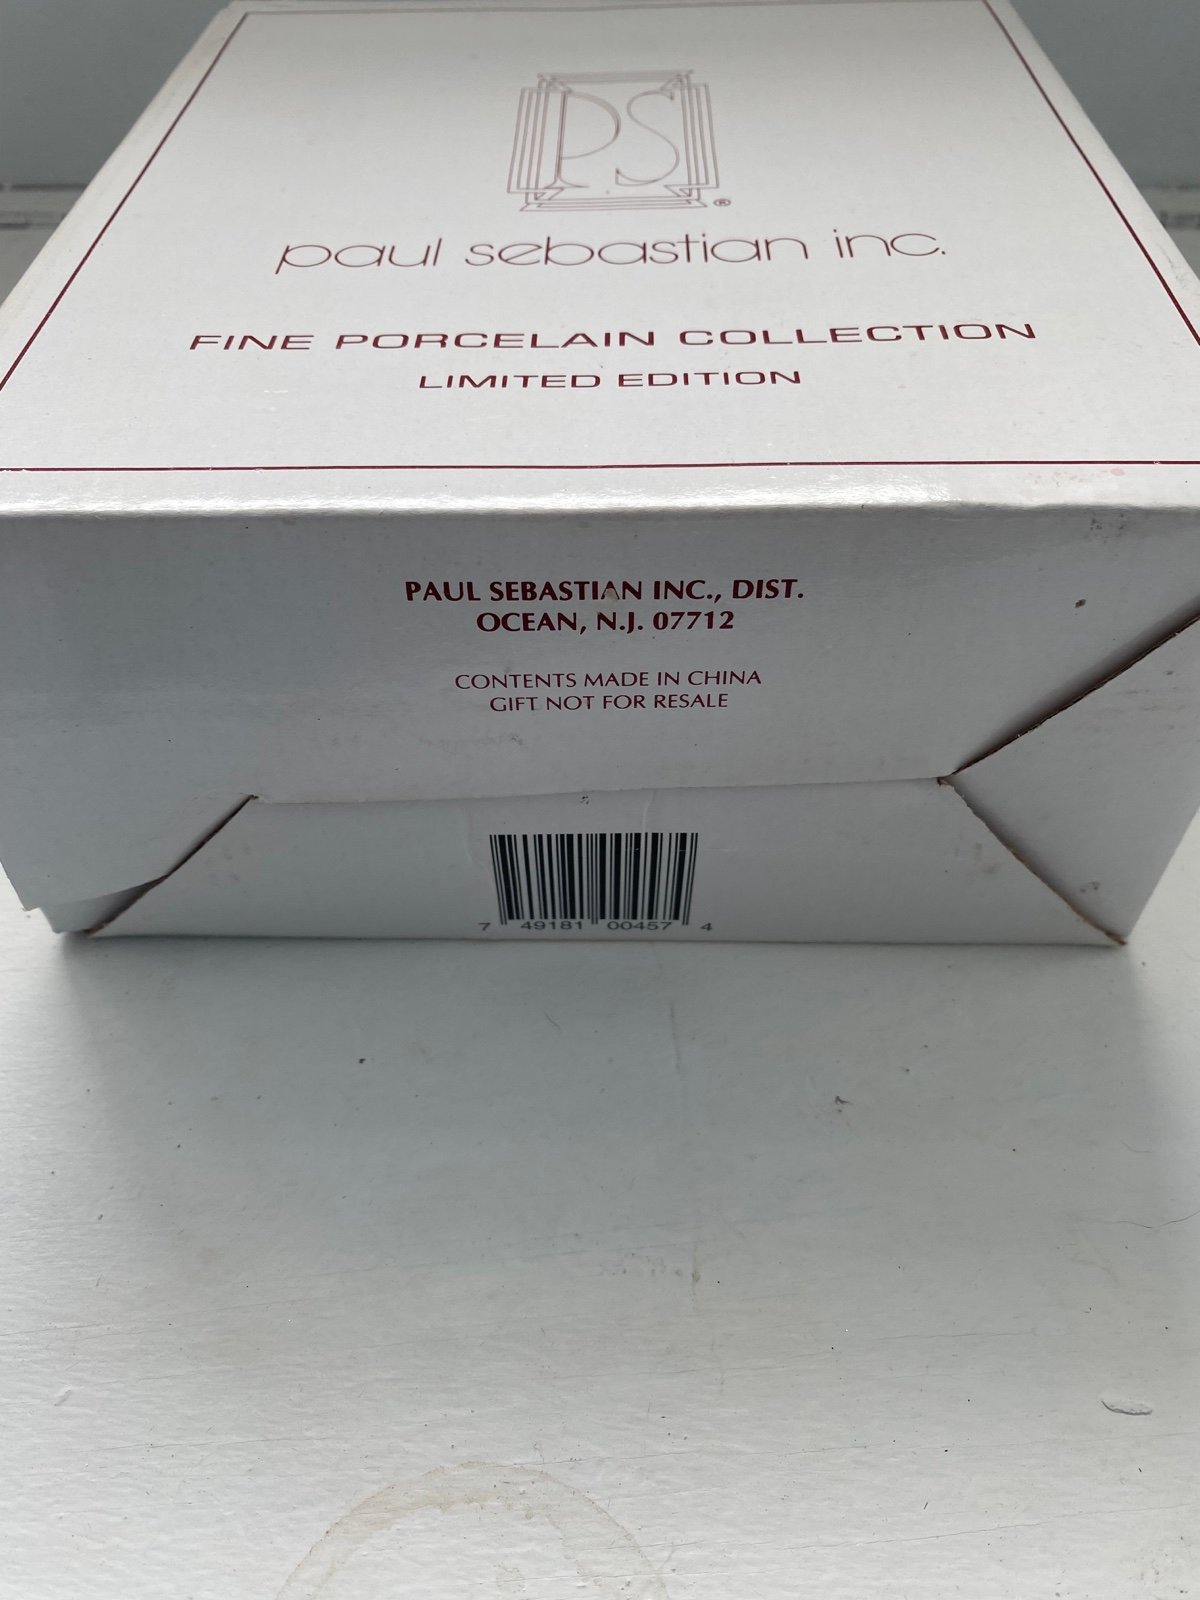 PS®
paul sebastian inc.
FINE PORCELAIN COLLECTION
LIMITED EDITION
PAUL SEBASTIAN INC., DIST.
OCEAN, N.J. 07712
CONTENTS MADE IN CHINA
GIFT NOT FOR RESALE
7 49181 00457 4